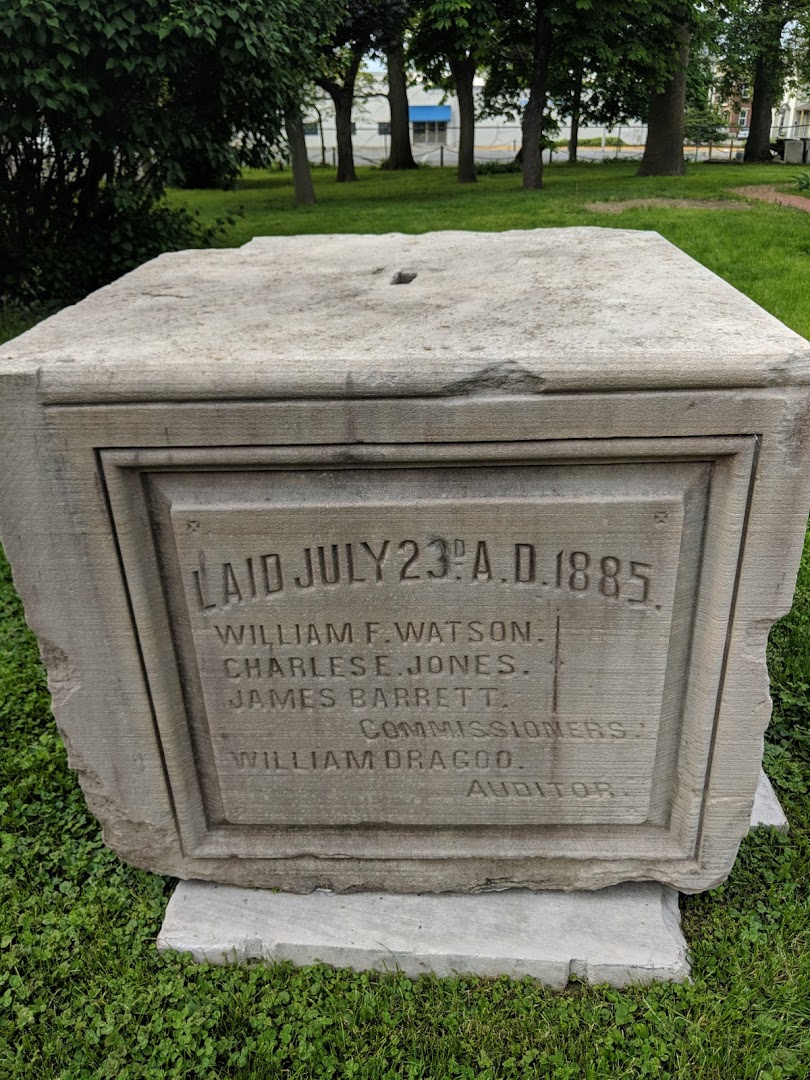 LAID JULY 23D. A.D. 1885.
WILLIAM F. WATSON.
CHARLES E. JONES.
JAMES BARRETT.
COMMISSIONERS.
WILLIAM DRAGOO.
AUDITOR.